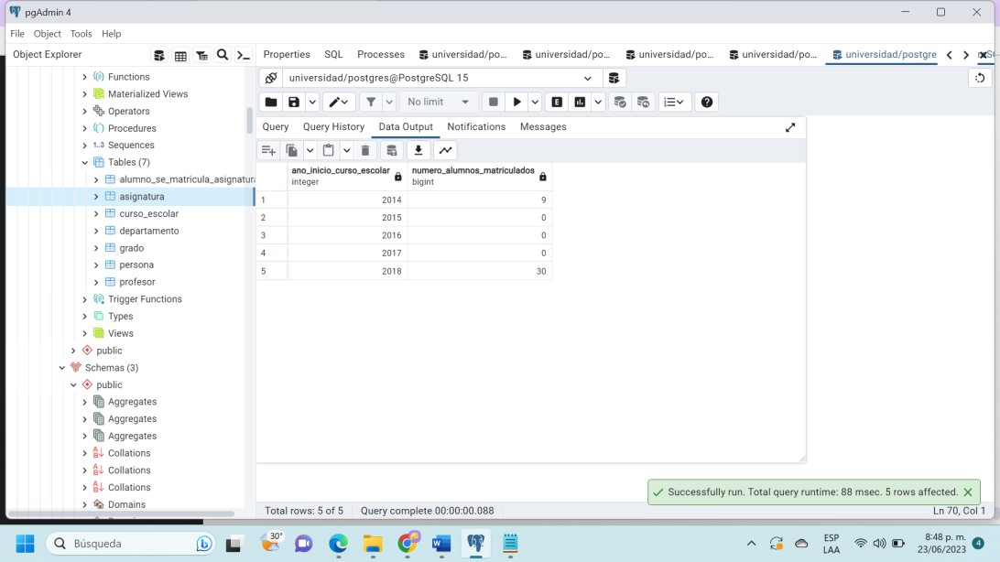 pgAdmin 4
File Object Tools Help
Object Explorer
Properties SQL Processes universidad/po... universidad/po... universidad/po... universidad/po... universidad/postgre
universidad/postgres@PostgreSQL 15
No limit
E
Query Query History Data Output Notifications Messages
Functions
Materialized Views
Operators
Procedures
1..3 Sequences
Tables (7)
alumno_se_matricula_asignatura
asignatura
curso_escolar
departamento
grado
persona
profesor
Trigger Functions
Types
Views
public
Schemas (3)
public
Aggregates
Aggregates
Aggregates
Collations
Collations
Collations
Domains
ano_inicio_curso_escolar numero_alumnos_matriculados
integer bigint
1 2014 9
2 2015 0
3 2016 0
4 2017 0
5 2018 30
Successfully run. Total query runtime: 88 msec. 5 rows affected.
Total rows: 5 of 5 Query complete 00:00:00.088 Ln 70, Col 1
Búsqueda
30°
ESP
LAA
8:48 p. m.
23/06/2023
4